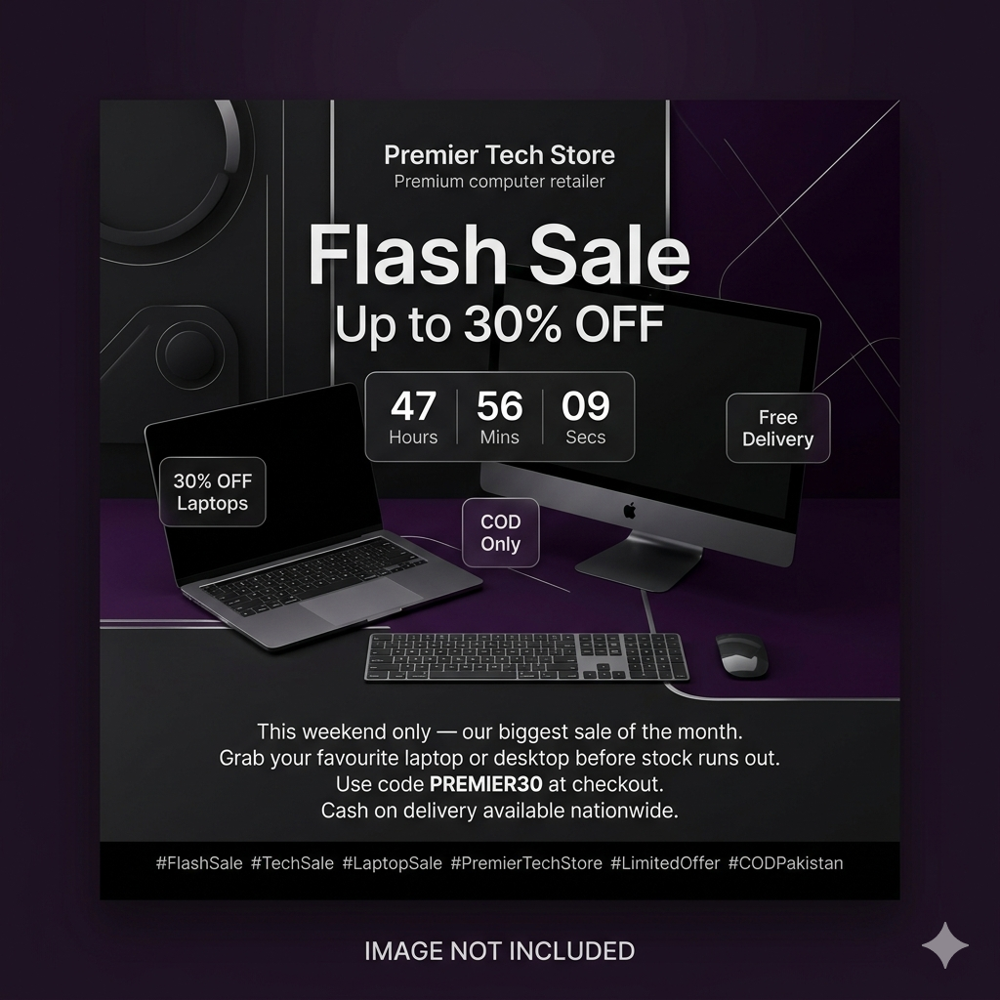 Premier Tech Store
Premium computer retailer
Flash Sale
Up to 30% OFF
47 56 09
Hours Mins Secs
Free
Delivery
30% OFF
Laptops
COD
Only
This weekend only — our biggest sale of the month.
Grab your favourite laptop or desktop before stock runs out.
Use code PREMIER30 at checkout.
Cash on delivery available nationwide.
#FlashSale #TechSale #LaptopSale #PremierTechStore #LimitedOffer #CODPakistan
IMAGE NOT INCLUDED